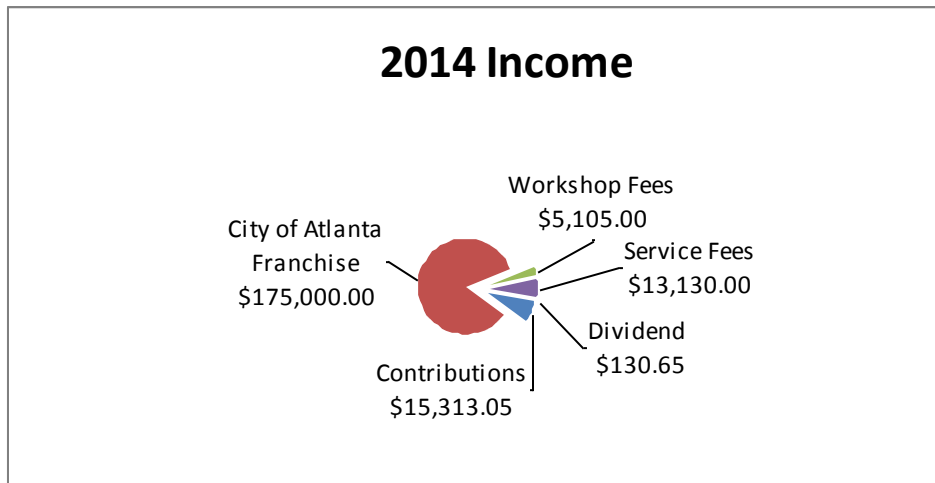 2014 Income
Workshop Fees
$5,105.00
City of Atlanta
Franchise
$175,000.00
Service Fees
$13,130.00
Dividend
$130.65
Contributions
$15,313.05